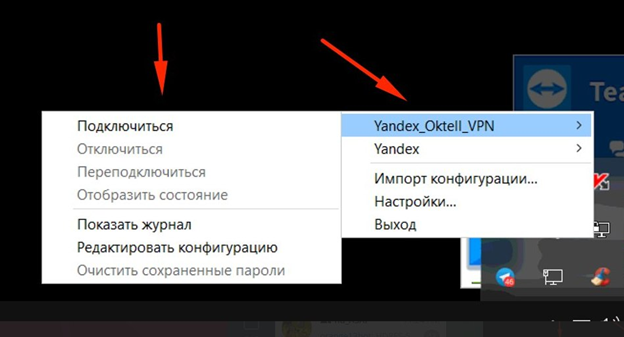 Tea
Подключиться
Отключиться
Переподключиться
Отобразить состояние
Показать журнал
Редактировать конфигурацию
Очистить сохраненные пароли
Yandex_Oktell_VPN
Yandex
Импорт конфигурации...
Настройки...
Выход
46